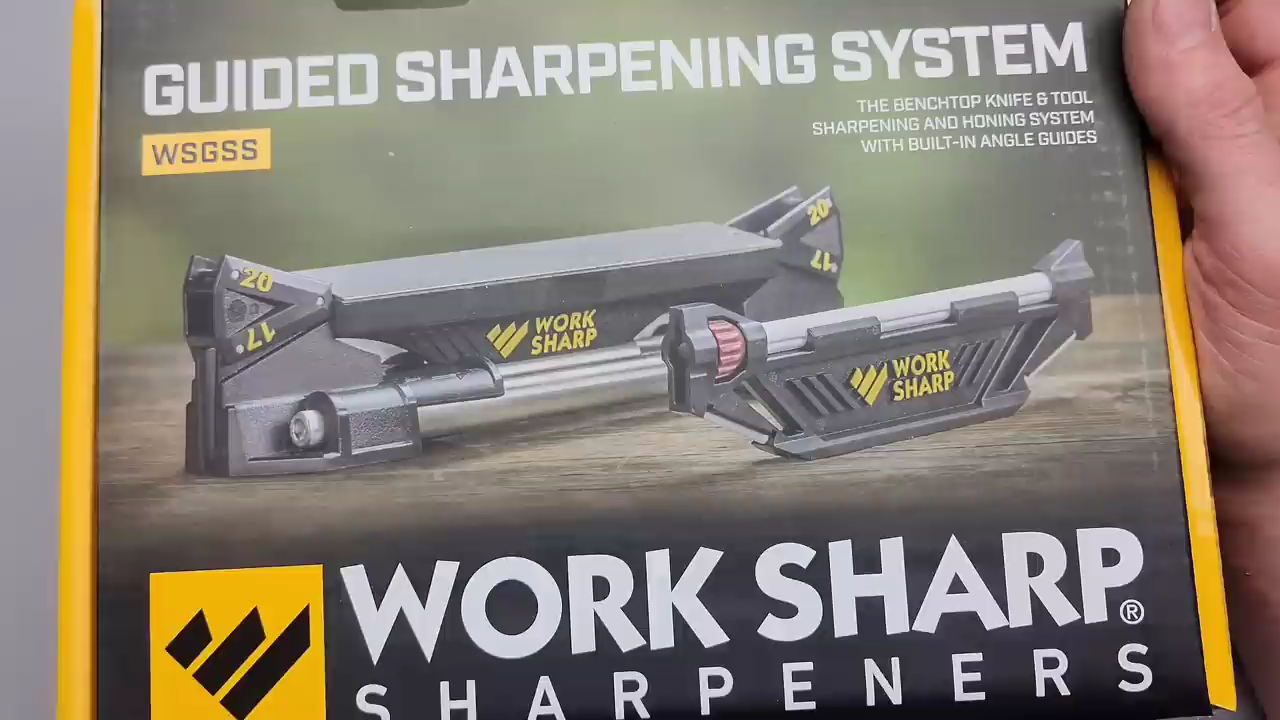 GUIDED SHARPENING SYSTEM
WSGSS
THE BENCHTOP KNIFE & TOOL
SHARPENING AND HONING SYSTEM
WITH BUILT-IN ANGLE GUIDES
20
17
20
17
WORK
SHARP
WORK
SHARP
WORK SHARP®
SHARPENERS